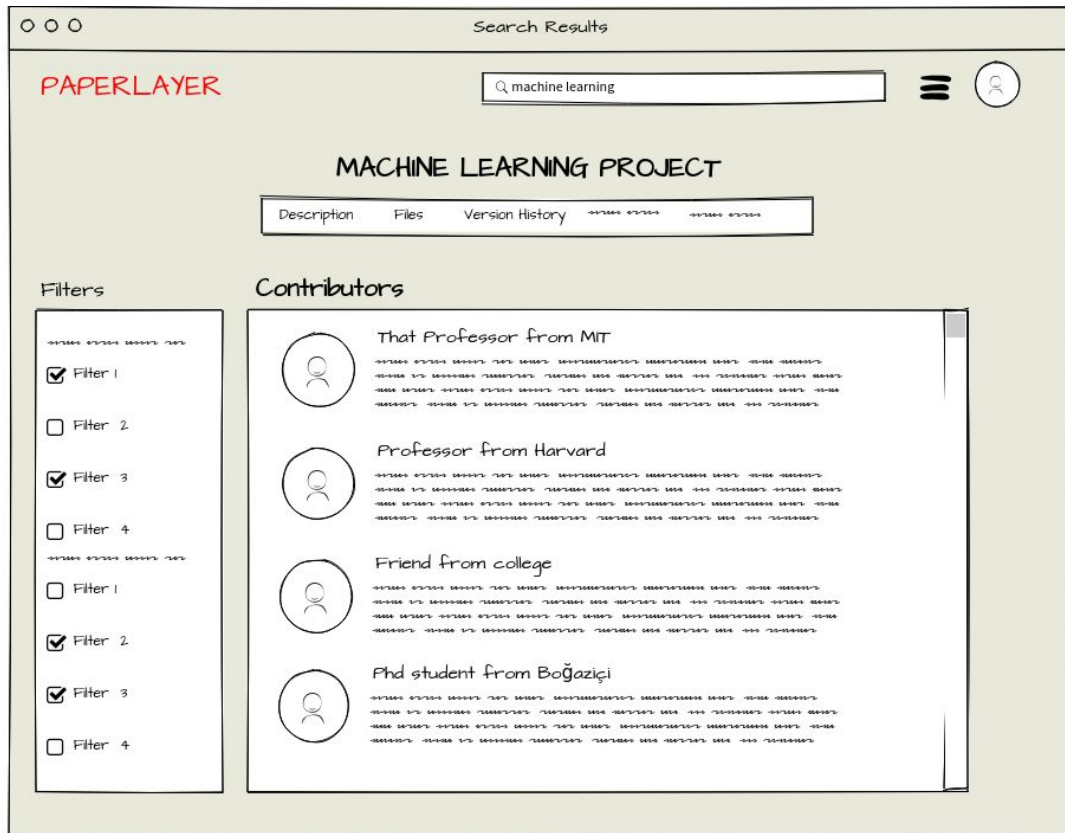 Search Results
PAPERLAYER
machine learning
MACHINE LEARNING PROJECT
Description Files Version History
Filters
Filter 1
Filter 2
Filter 3
Filter 4
Filter 1
Filter 2
Filter 3
Filter 4
Contributors
That Professor from MIT
Professor from Harvard
Friend from college
Phd student from Boğaziçi